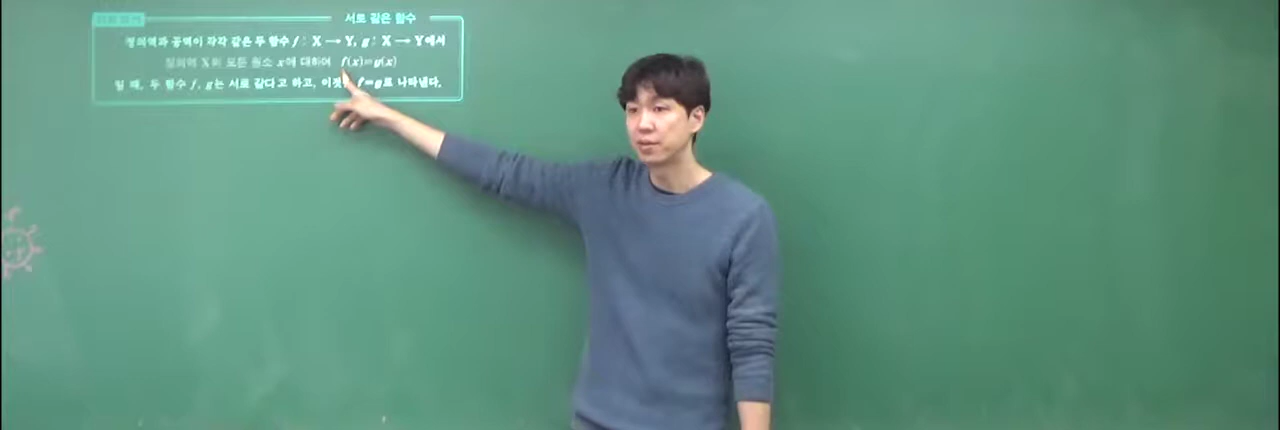 서로 같은 함수
정의역과 공역이 각각 같은 두 함수 f : X → Y, g : X → Y에서
정의역 X의 모든 원소 x에 대하여 f(x)=g(x)
일 때, 두 함수 f, g는 서로 같다고 하고, 이것을 f=g로 나타낸다.